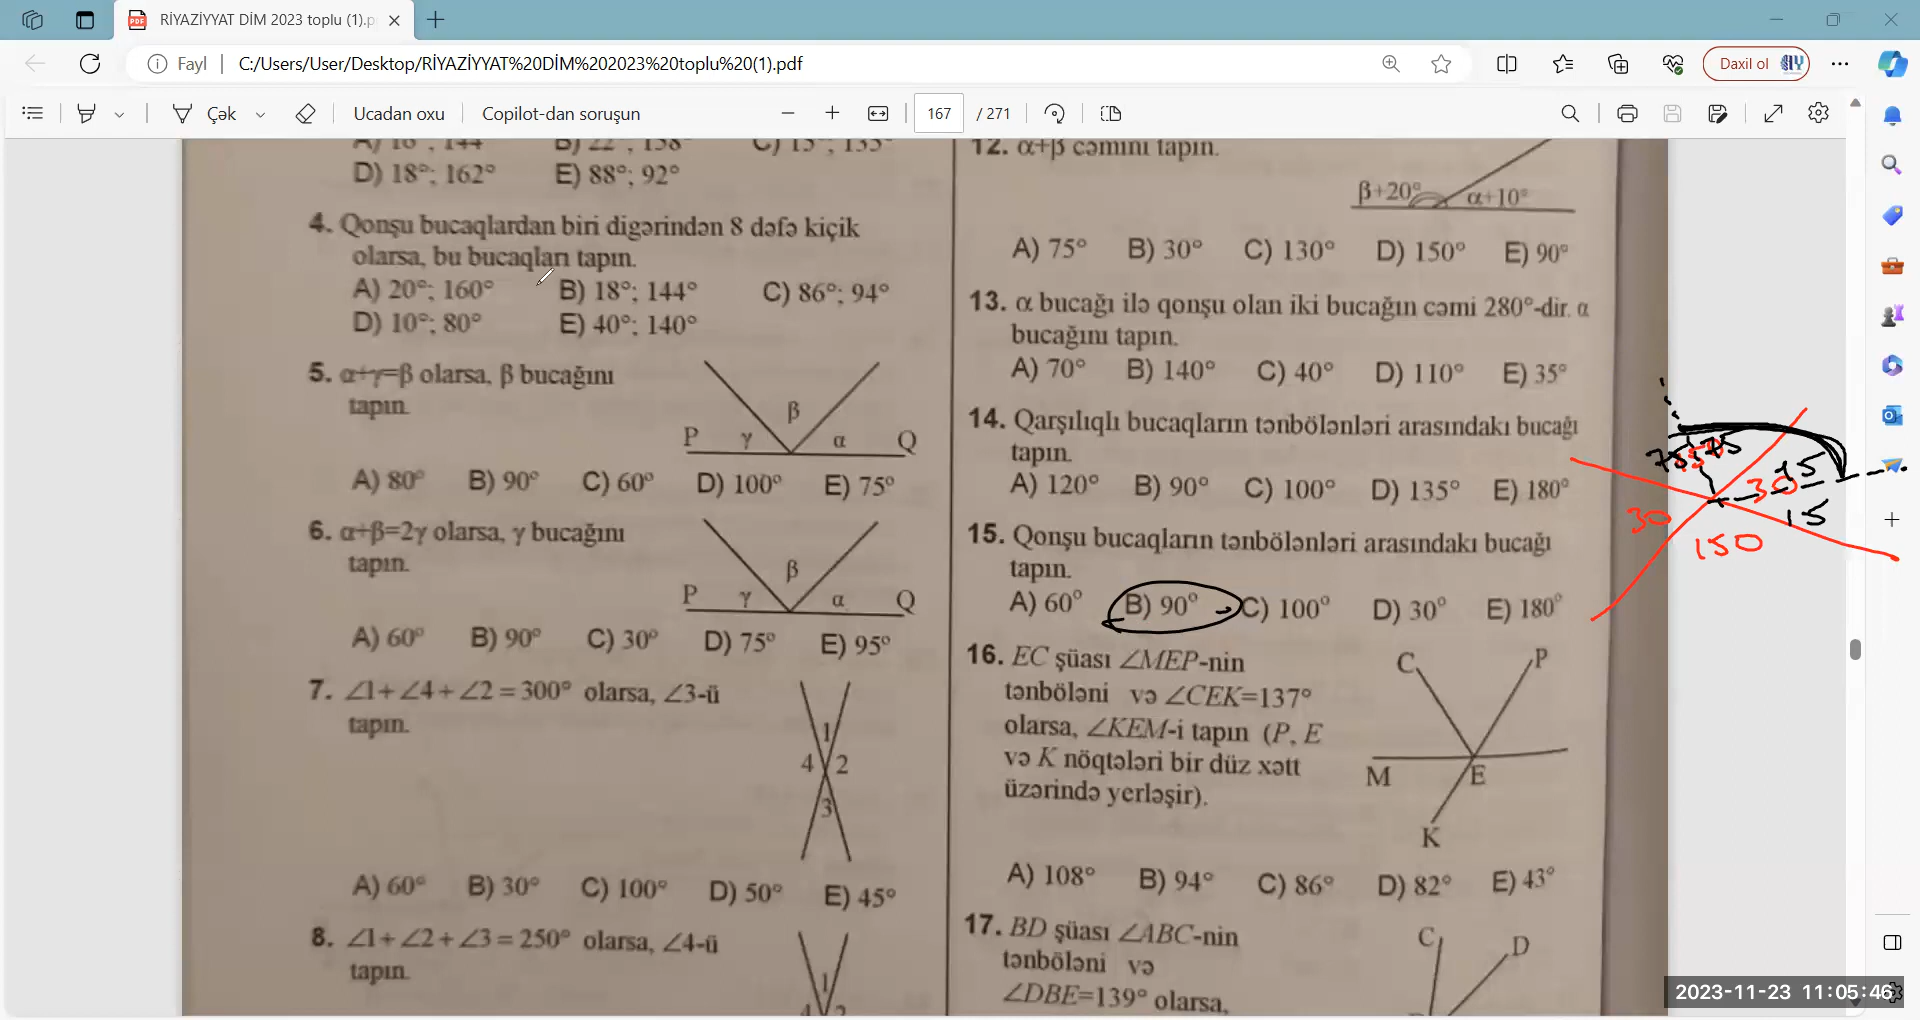 RİYAZİYYAT DİM 2023 toplu (1).p
Fayl
C:/Users/User/Desktop/RİYAZİYYAT%20DİM%202023%20toplu%20(1).pdf
Daxil ol
Çək
Ucadan oxu
Copilot-dan soruşun
167 / 271
D) 18°; 162° E) 88°; 92°
4. Qonşu bucaqlardan biri digərindən 8 dəfə kiçik
olarsa, bu bucaqları tapın.
A) 20°; 160° B) 18°; 144° C) 86°; 94°
D) 10°; 80° E) 40°; 140°
5. α+γ=β olarsa, β bucağını
tapın.
P γ β α Q
A) 80° B) 90° C) 60° D) 100° E) 75°
6. α+β=2γ olarsa, γ bucağını
tapın.
P γ β α Q
A) 60° B) 90° C) 30° D) 75° E) 95°
7. ∠1+∠4+∠2=300° olarsa, ∠3-ü
tapın.
1
4 2
3
A) 60° B) 30° C) 100° D) 50° E) 45°
8. ∠1+∠2+∠3=250° olarsa, ∠4-ü
tapın.
1
4 2
12. α+β cəmini tapın.
β+20° α+10°
A) 75° B) 30° C) 130° D) 150° E) 90°
13. α bucağı ilə qonşu olan iki bucağın cəmi 280°-dir. α
bucağını tapın.
A) 70° B) 140° C) 40° D) 110° E) 35°
14. Qarşılıqlı bucaqların tənbölənləri arasındakı bucağı
tapın.
A) 120° B) 90° C) 100° D) 135° E) 180°
15. Qonşu bucaqların tənbölənləri arasındakı bucağı
tapın.
A) 60° B) 90° C) 100° D) 30° E) 180°
16. EC şüası ∠MEP-nin
tənböləni və ∠CEK=137°
olarsa, ∠KEM-i tapın (P, E
və K nöqtələri bir düz xətt
üzərində yerləşir).
C P
M E
K
A) 108° B) 94° C) 86° D) 82° E) 43°
17. BD şüası ∠ABC-nin
tənböləni və
∠DBE=139° olarsa,
C D
75 75
15
30
15
30
150
2023-11-23 11:05:46